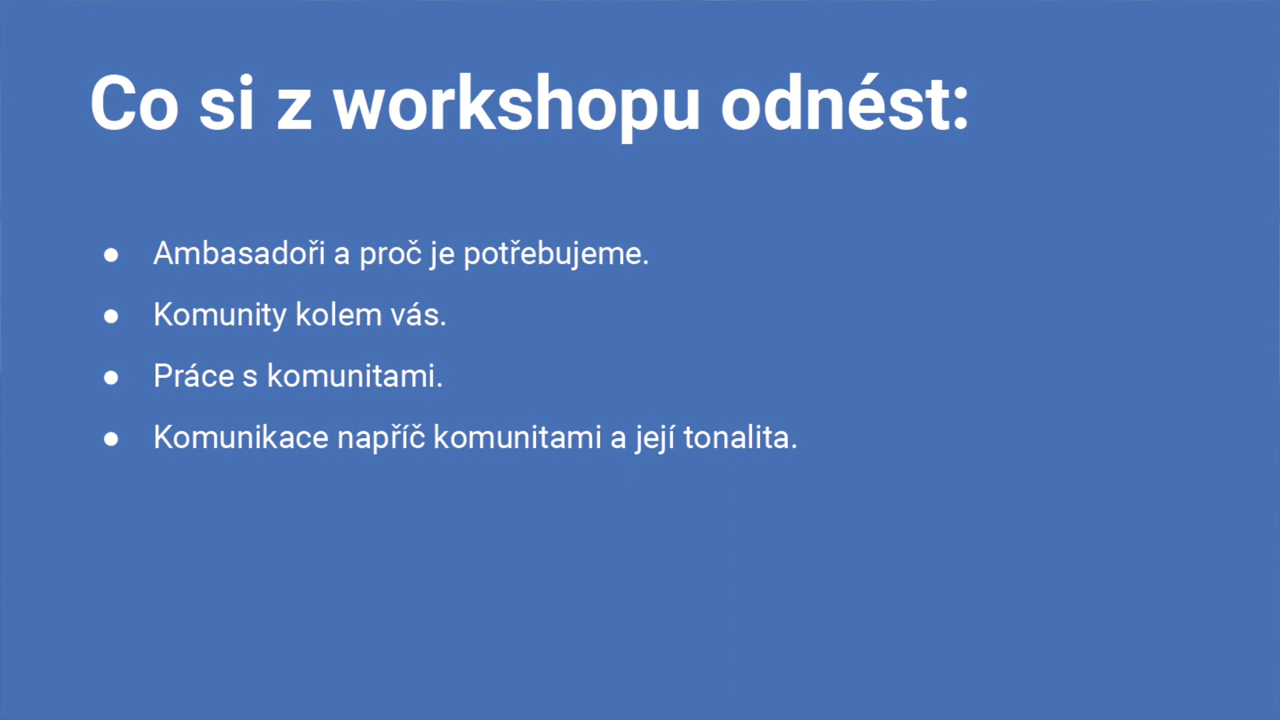 Co si z workshopu odnést:
● Ambasadoři a proč je potřebujeme.
● Komunity kolem vás.
● Práce s komunitami.
● Komunikace napříč komunitami a její tonalita.